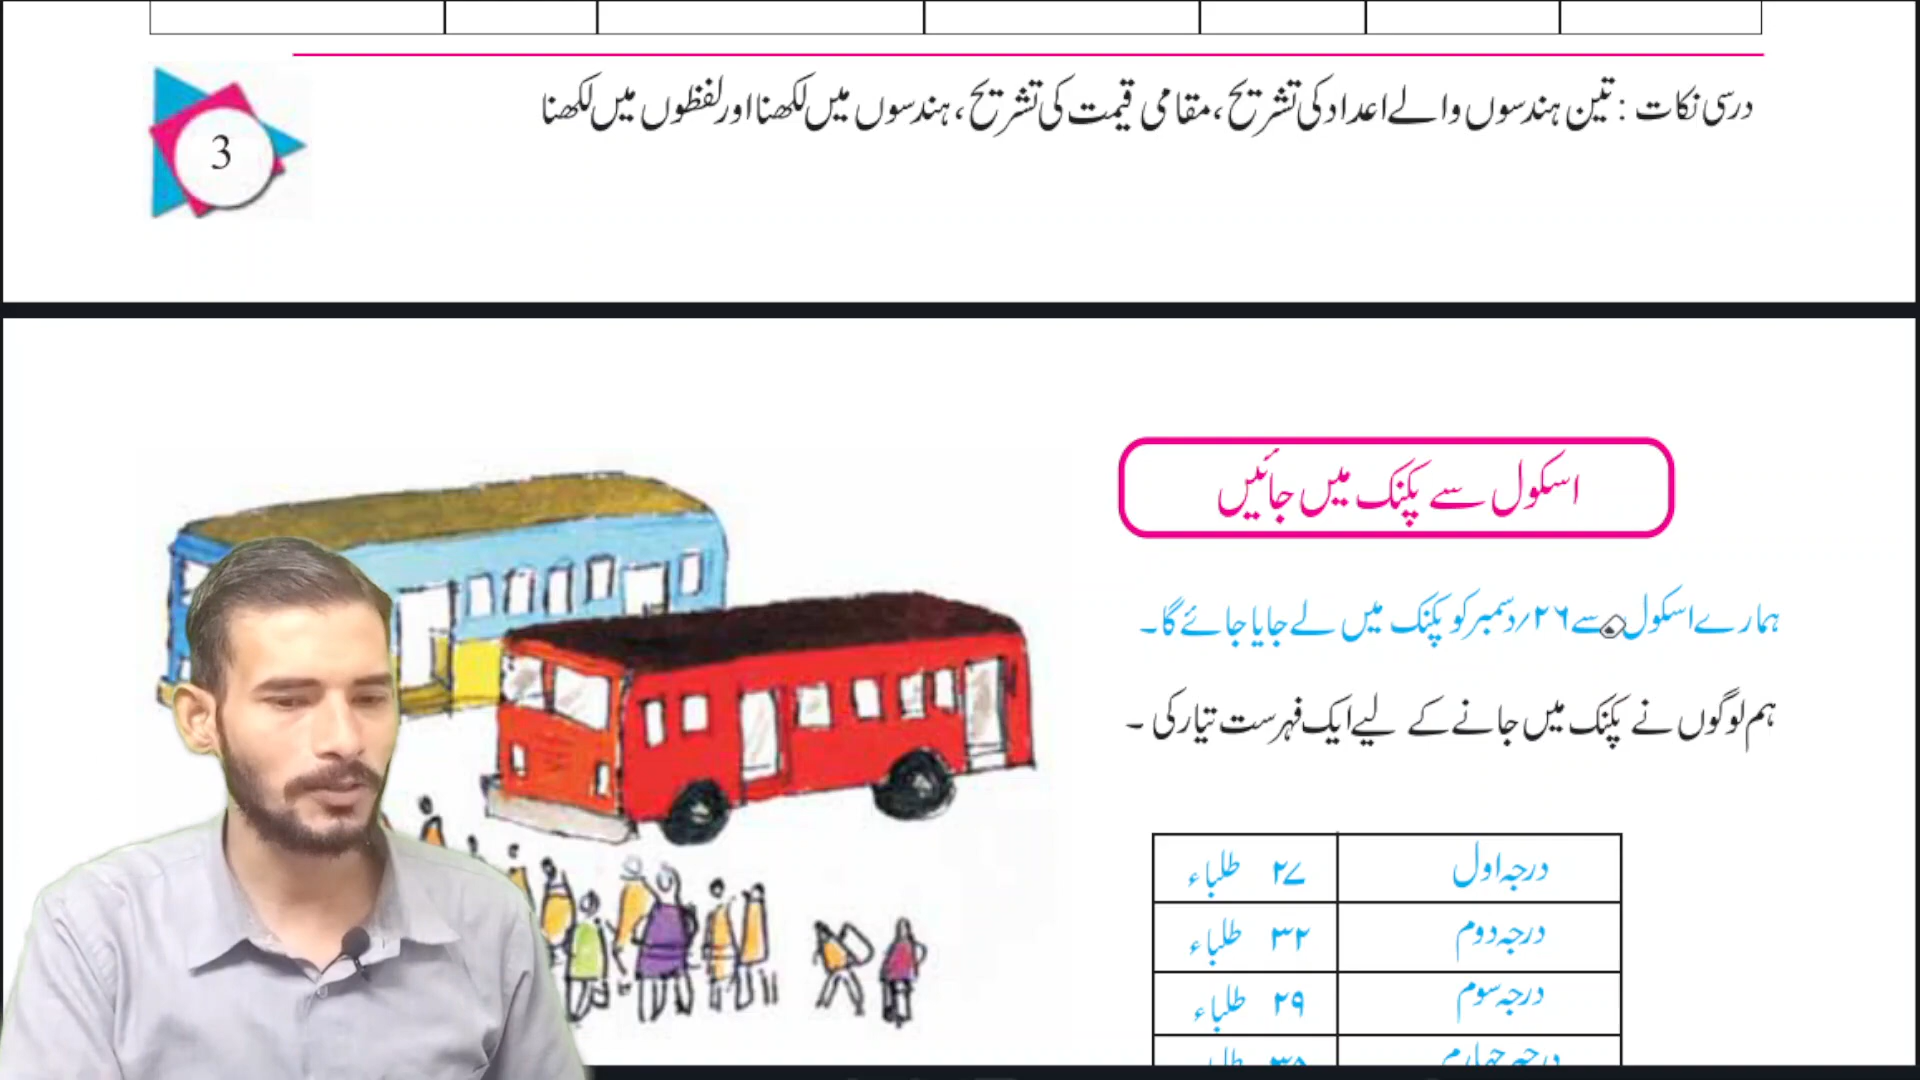 درسی نکات : تین ہندسوں والے اعداد کی تشریح، مقامی قیمت کی تشریح، ہندسوں میں لکھنا اور لفظوں میں لکھنا
3
اسکول سے پکنک میں جائیں
ہمارے اسکول سے ۲۶؍دسمبر کو پکنک میں لے جایا جائے گا۔
ہم لوگوں نے پکنک میں جانے کے لیے ایک فہرست تیار کی ۔
درجہ اول ۲۷ طلباء
درجہ دوم ۳۲ طلباء
درجہ سوم ۲۹ طلباء
درجہ چہارم